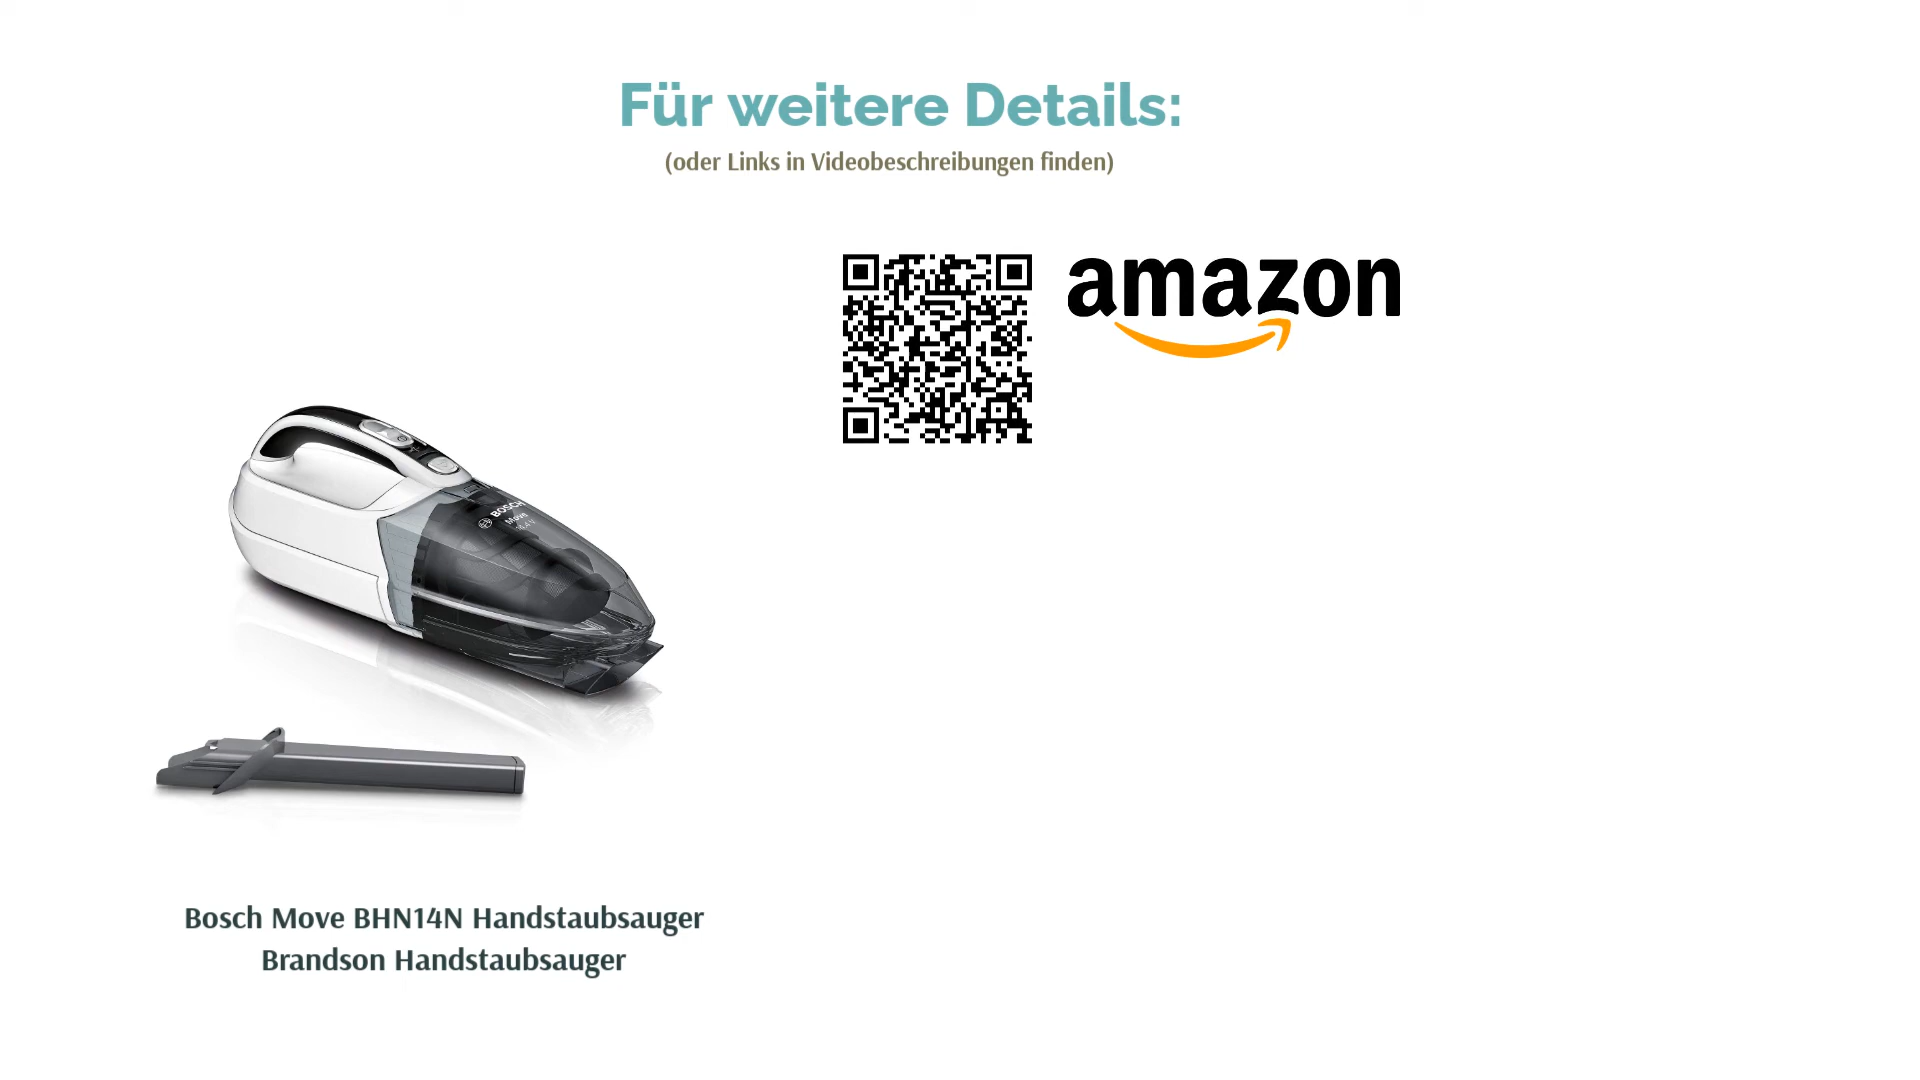 Für weitere Details:
(oder Links in Videobeschreibungen finden)
amazon
BOSCH
Move
Bosch Move BHN14N Handstaubsauger
Brandson Handstaubsauger